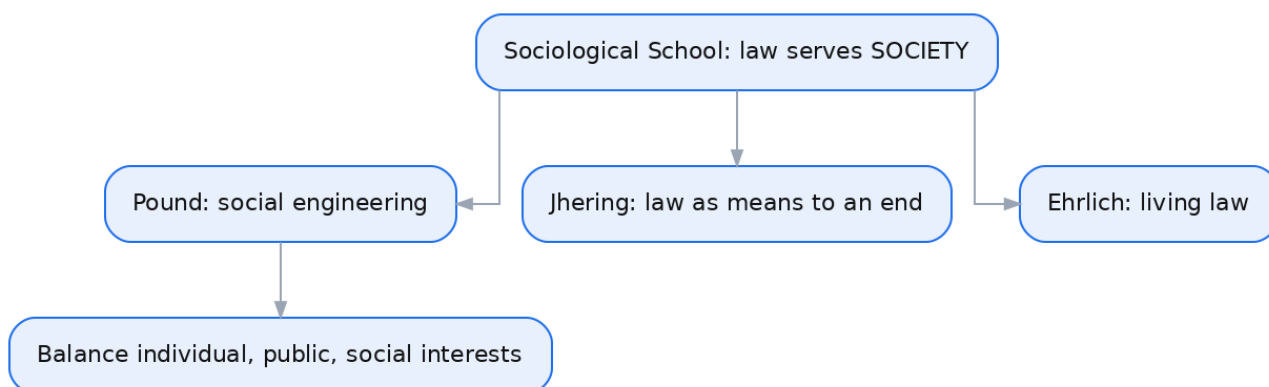 Sociological School: law serves SOCIETY
Pound: social engineering
Jhering: law as means to an end
Ehrlich: living law
Balance individual, public, social interests